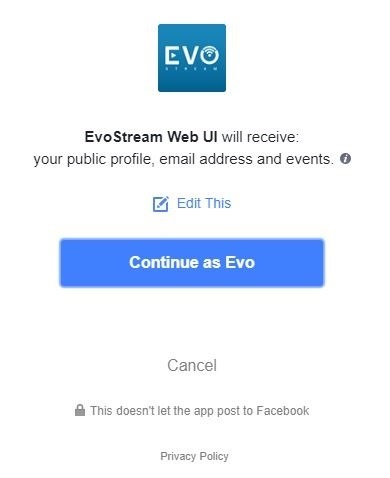 EVO
STREAM
EvoStream Web UI will receive:
your public profile, email address and events.
Edit This
Continue as Evo
Cancel
This doesn't let the app post to Facebook
Privacy Policy